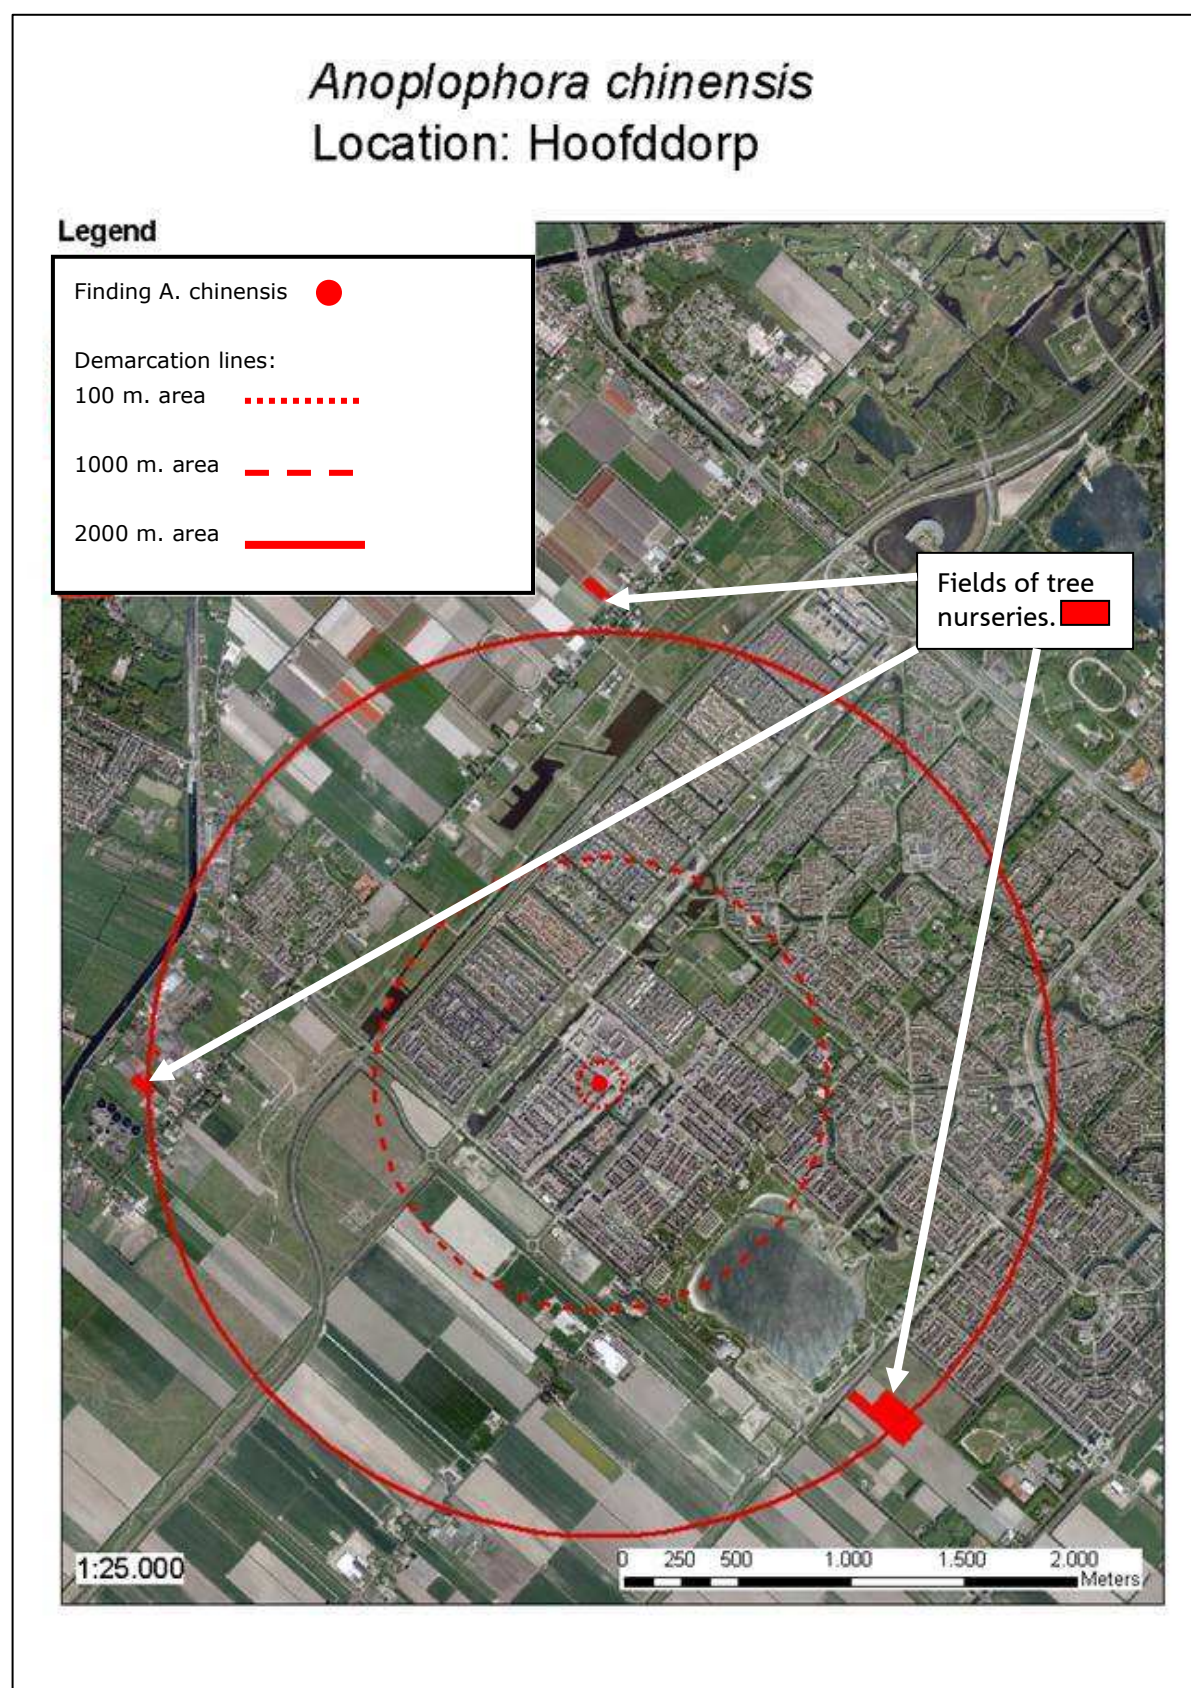 Anoplophora chinensis
Location: Hoofddorp
Legend
Finding A. chinensis
Demarcation lines:
100 m. area
1000 m. area
2000 m. area
Fields of tree
nurseries.
1:25.000
0 250 500 1.000 1.500 2.000
Meters